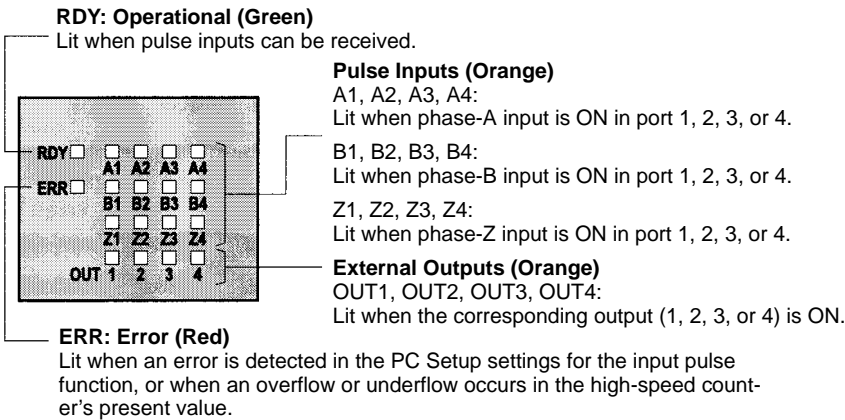 RDY: Operational (Green)
Lit when pulse inputs can be received.
Pulse Inputs (Orange)
A1, A2, A3, A4:
Lit when phase-A input is ON in port 1, 2, 3, or 4.
B1, B2, B3, B4:
Lit when phase-B input is ON in port 1, 2, 3, or 4.
Z1, Z2, Z3, Z4:
Lit when phase-Z input is ON in port 1, 2, 3, or 4.
External Outputs (Orange)
OUT1, OUT2, OUT3, OUT4:
Lit when the corresponding output (1, 2, 3, or 4) is ON.
RDY
A1 A2 A3 A4
ERR
B1 B2 B3 B4
Z1 Z2 Z3 Z4
OUT 1 2 3 4
ERR: Error (Red)
Lit when an error is detected in the PC Setup settings for the input pulse
function, or when an overflow or underflow occurs in the high-speed count-
er's present value.